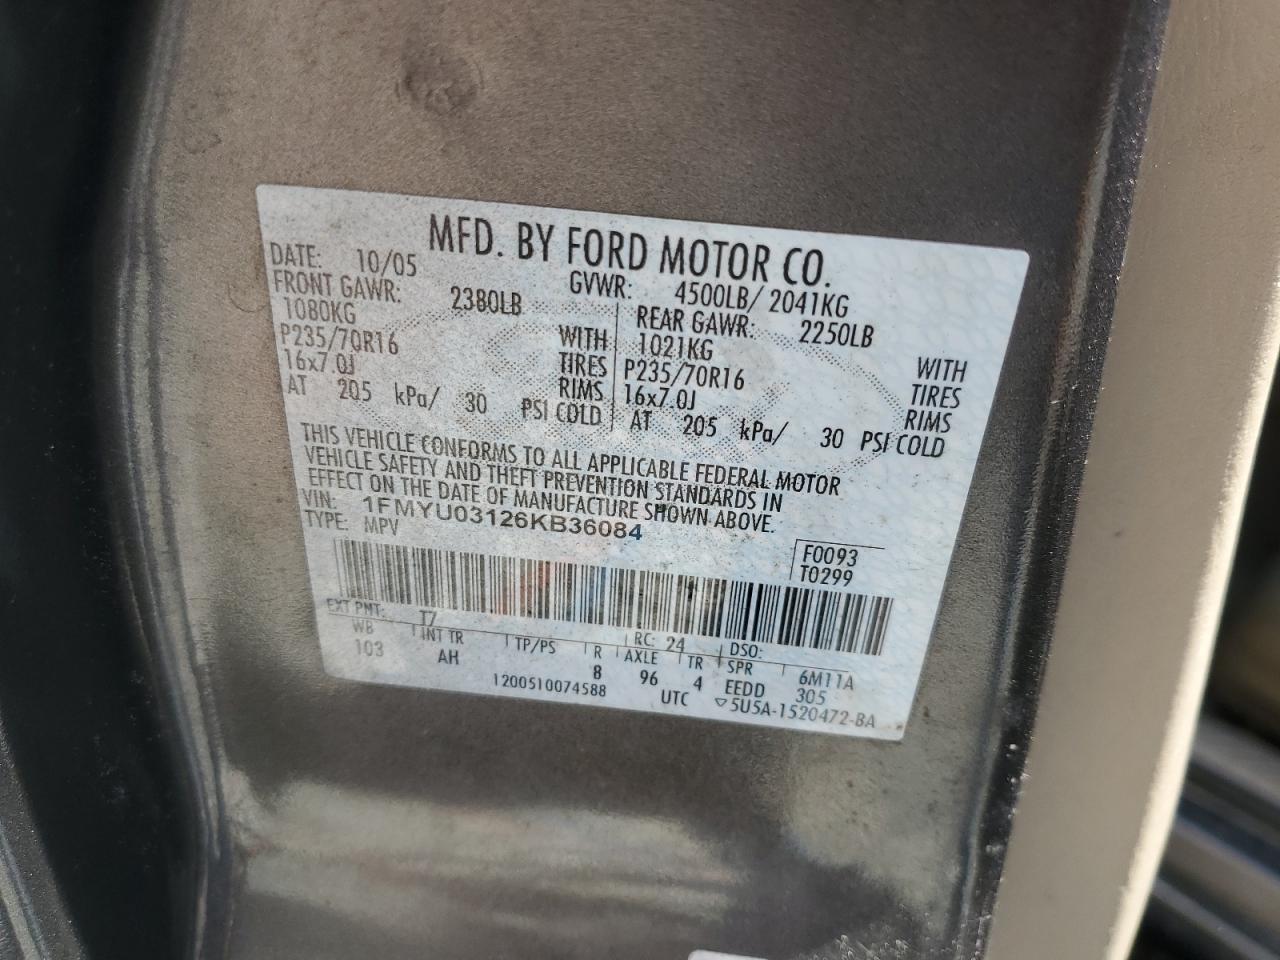 MFD. BY FORD MOTOR CO.
DATE: 10/05 GVWR: 4500LB/ 2041KG
FRONT GAWR: 2380LB REAR GAWR: 2250LB
1080KG WITH 1021KG WITH
P235/70R16 TIRES P235/70R16 TIRES
16x7.0J RIMS 16x7.0J RIMS
AT 205 kPa/ 30 PSI COLD AT 205 kPa/ 30 PSI COLD
THIS VEHICLE CONFORMS TO ALL APPLICABLE FEDERAL MOTOR
VEHICLE SAFETY AND THEFT PREVENTION STANDARDS IN
EFFECT ON THE DATE OF MANUFACTURE SHOWN ABOVE.
VIN: 1FMYU03126KB36084
TYPE: MPV
F0093
T0299
EXT PNT: T7 RC: 24 DSO:
WB INT TR TP/PS R AXLE TR SPR 6M11A
103 AH 8 96 4 EEDD 305
1200510074588 UTC ▽5U5A-1520472-BA